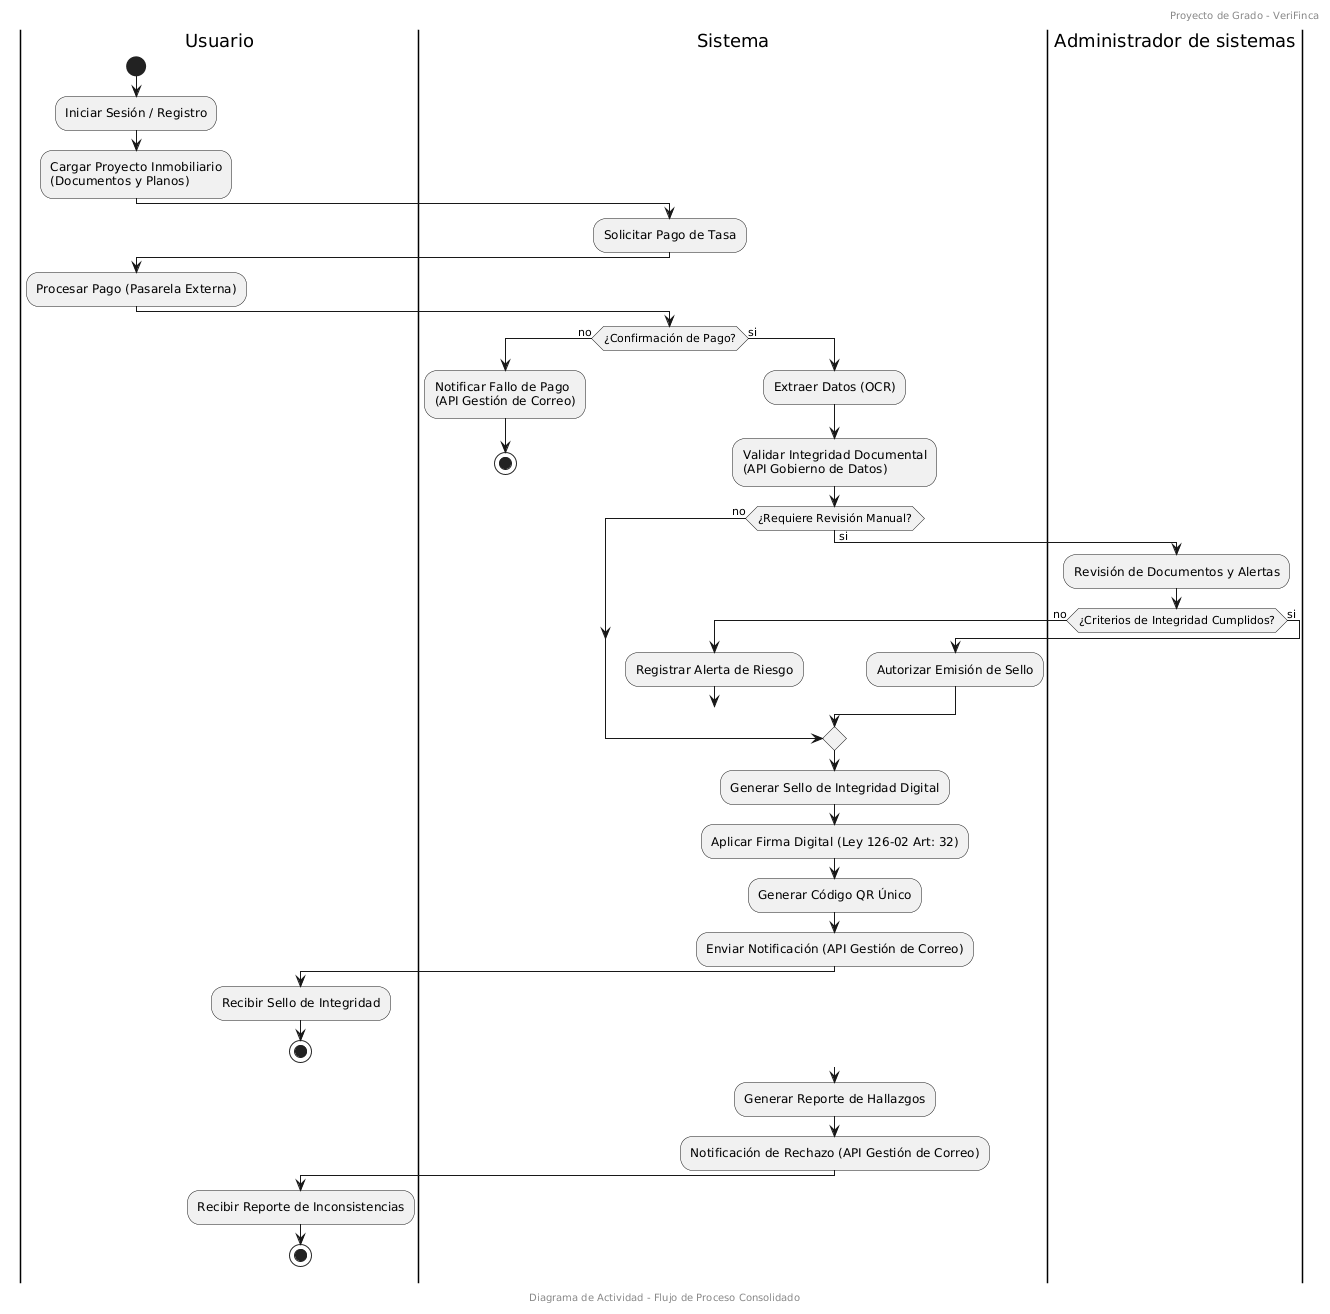 Proyecto de Grado - VeriFinca
Usuario
Sistema
Administrador de sistemas
Iniciar Sesión / Registro
Cargar Proyecto Inmobiliario
(Documentos y Planos)
Solicitar Pago de Tasa
Procesar Pago (Pasarela Externa)
no
¿Confirmación de Pago?
si
Notificar Fallo de Pago
(API Gestión de Correo)
Extraer Datos (OCR)
Validar Integridad Documental
(API Gobierno de Datos)
no
¿Requiere Revisión Manual?
si
Revisión de Documentos y Alertas
no
¿Criterios de Integridad Cumplidos?
si
Registrar Alerta de Riesgo
Autorizar Emisión de Sello
Generar Sello de Integridad Digital
Aplicar Firma Digital (Ley 126-02 Art: 32)
Generar Código QR Único
Enviar Notificación (API Gestión de Correo)
Recibir Sello de Integridad
Generar Reporte de Hallazgos
Notificación de Rechazo (API Gestión de Correo)
Recibir Reporte de Inconsistencias
Diagrama de Actividad - Flujo de Proceso Consolidado